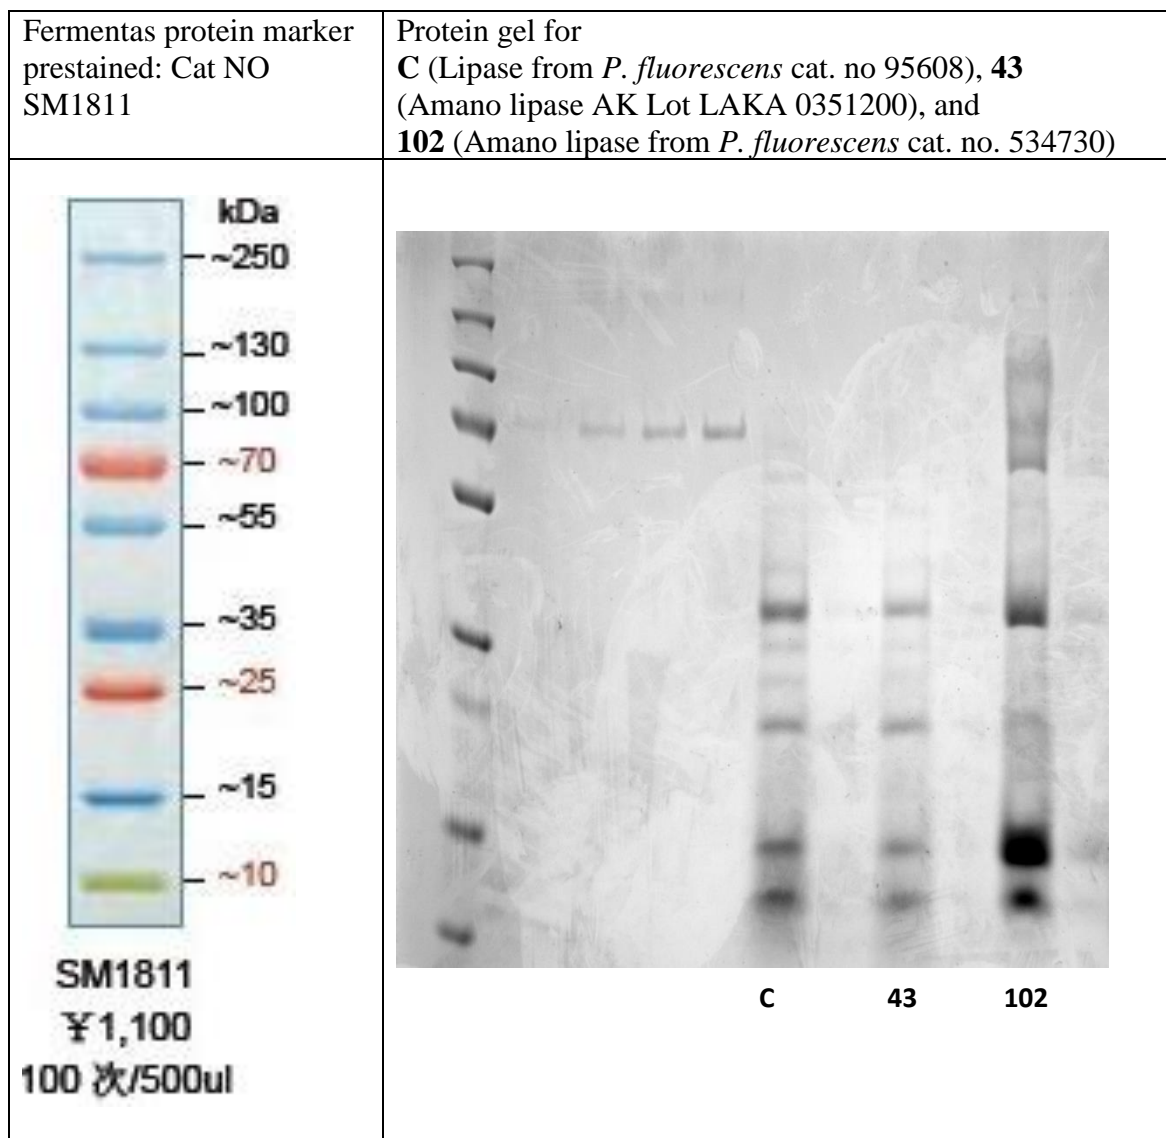 Fermentas protein marker
prestained: Cat NO
SM1811
Protein gel for
C (Lipase from P. fluorescens cat. no 95608), 43
(Amano lipase AK Lot LAKA 0351200), and
102 (Amano lipase from P. fluorescens cat. no. 534730)
kDa
~250
~130
~100
~70
~55
~35
~25
~15
~10
SM1811
¥1,100
100 次/500ul
C 43 102